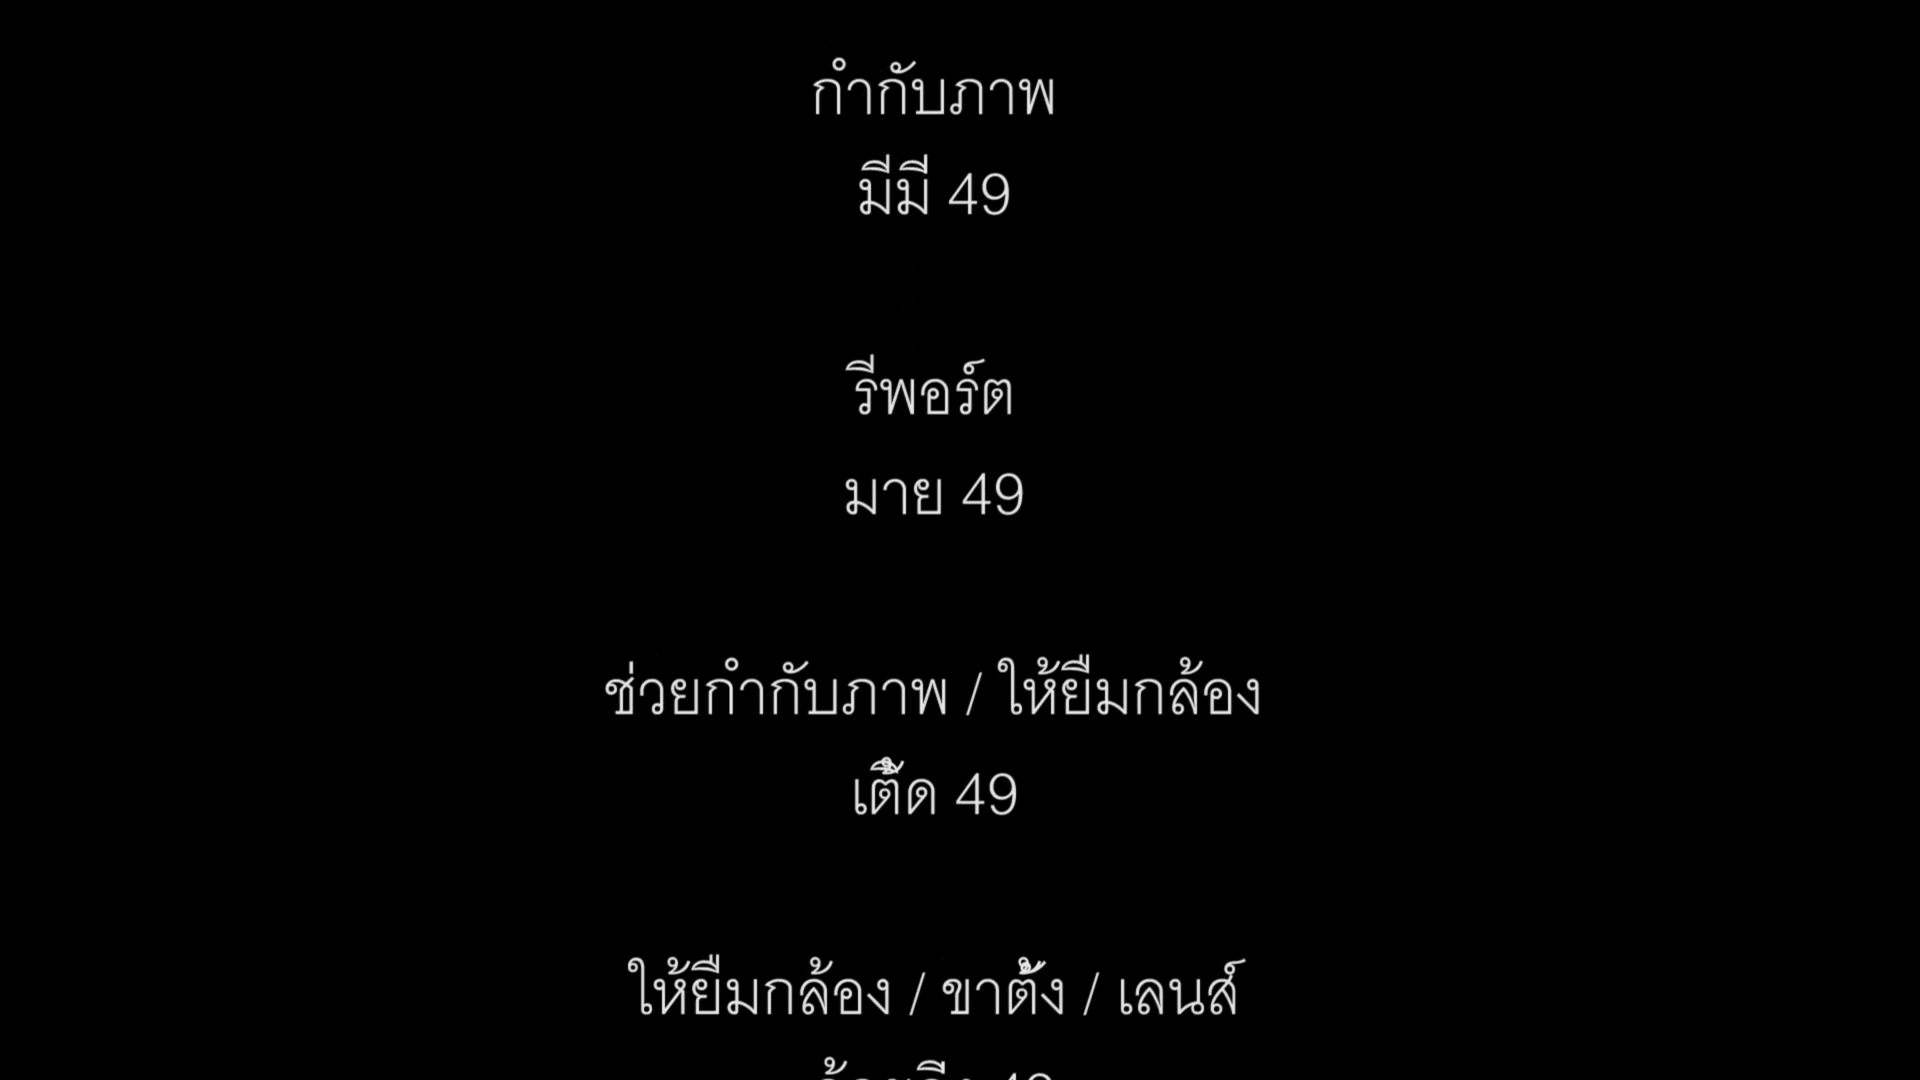 กำกับภาพ
มีมี 49
รีพอร์ต
มาย 49
ช่วยกำกับภาพ / ให้ยืมกล้อง
เติ้ด 49
ให้ยืมกล้อง / ขาตั้ง / เลนส์
49